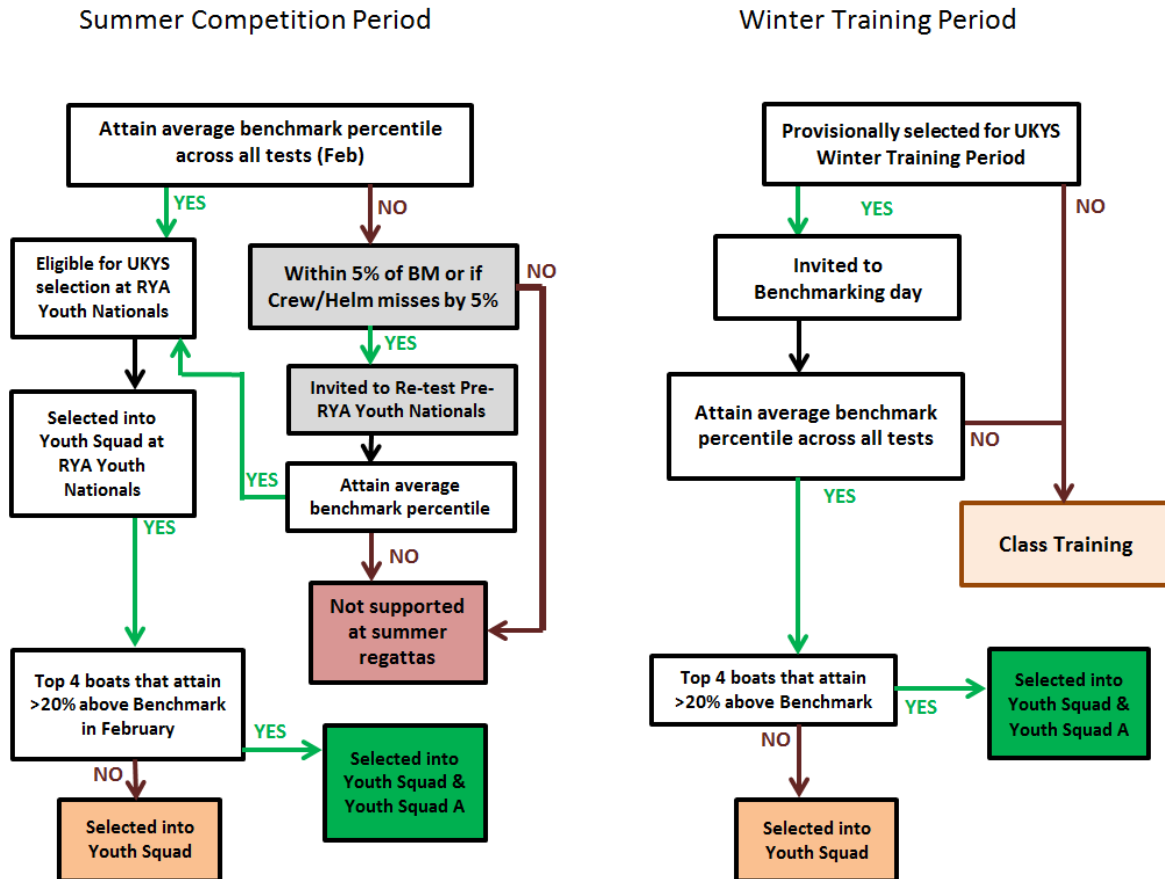 Summer Competition Period
Attain average benchmark percentile
across all tests (Feb)
YES
NO
Eligible for UKYS
selection at RYA
Youth Nationals
Within 5% of BM or if
Crew/Helm misses by 5%
NO
YES
Invited to Re-test Pre-
RYA Youth Nationals
Selected into
Youth Squad at
RYA Youth
Nationals
YES
Attain average
benchmark percentile
YES
NO
Not supported
at summer
regattas
Top 4 boats that attain
>20% above Benchmark
in February
YES
NO
Selected into
Youth Squad &
Youth Squad A
Selected into
Youth Squad
Winter Training Period
Provisionally selected for UKYS
Winter Training Period
YES
NO
Invited to
Benchmarking day
Attain average benchmark
percentile across all tests
NO
YES
Class Training
Top 4 boats that attain
>20% above Benchmark
YES
NO
Selected into
Youth Squad &
Youth Squad A
Selected into
Youth Squad